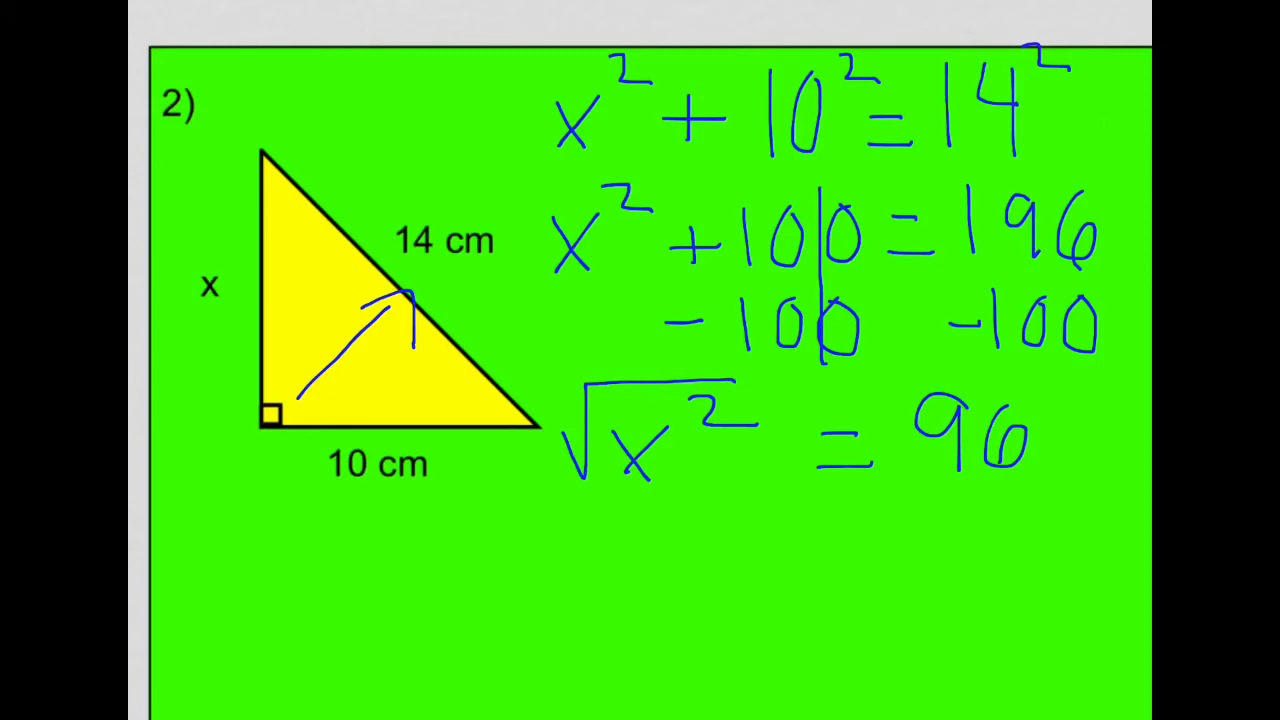 2)
x² + 10² = 14²
x² + 100 = 196
14 cm
x
- 100 - 100
√x² = 96
10 cm